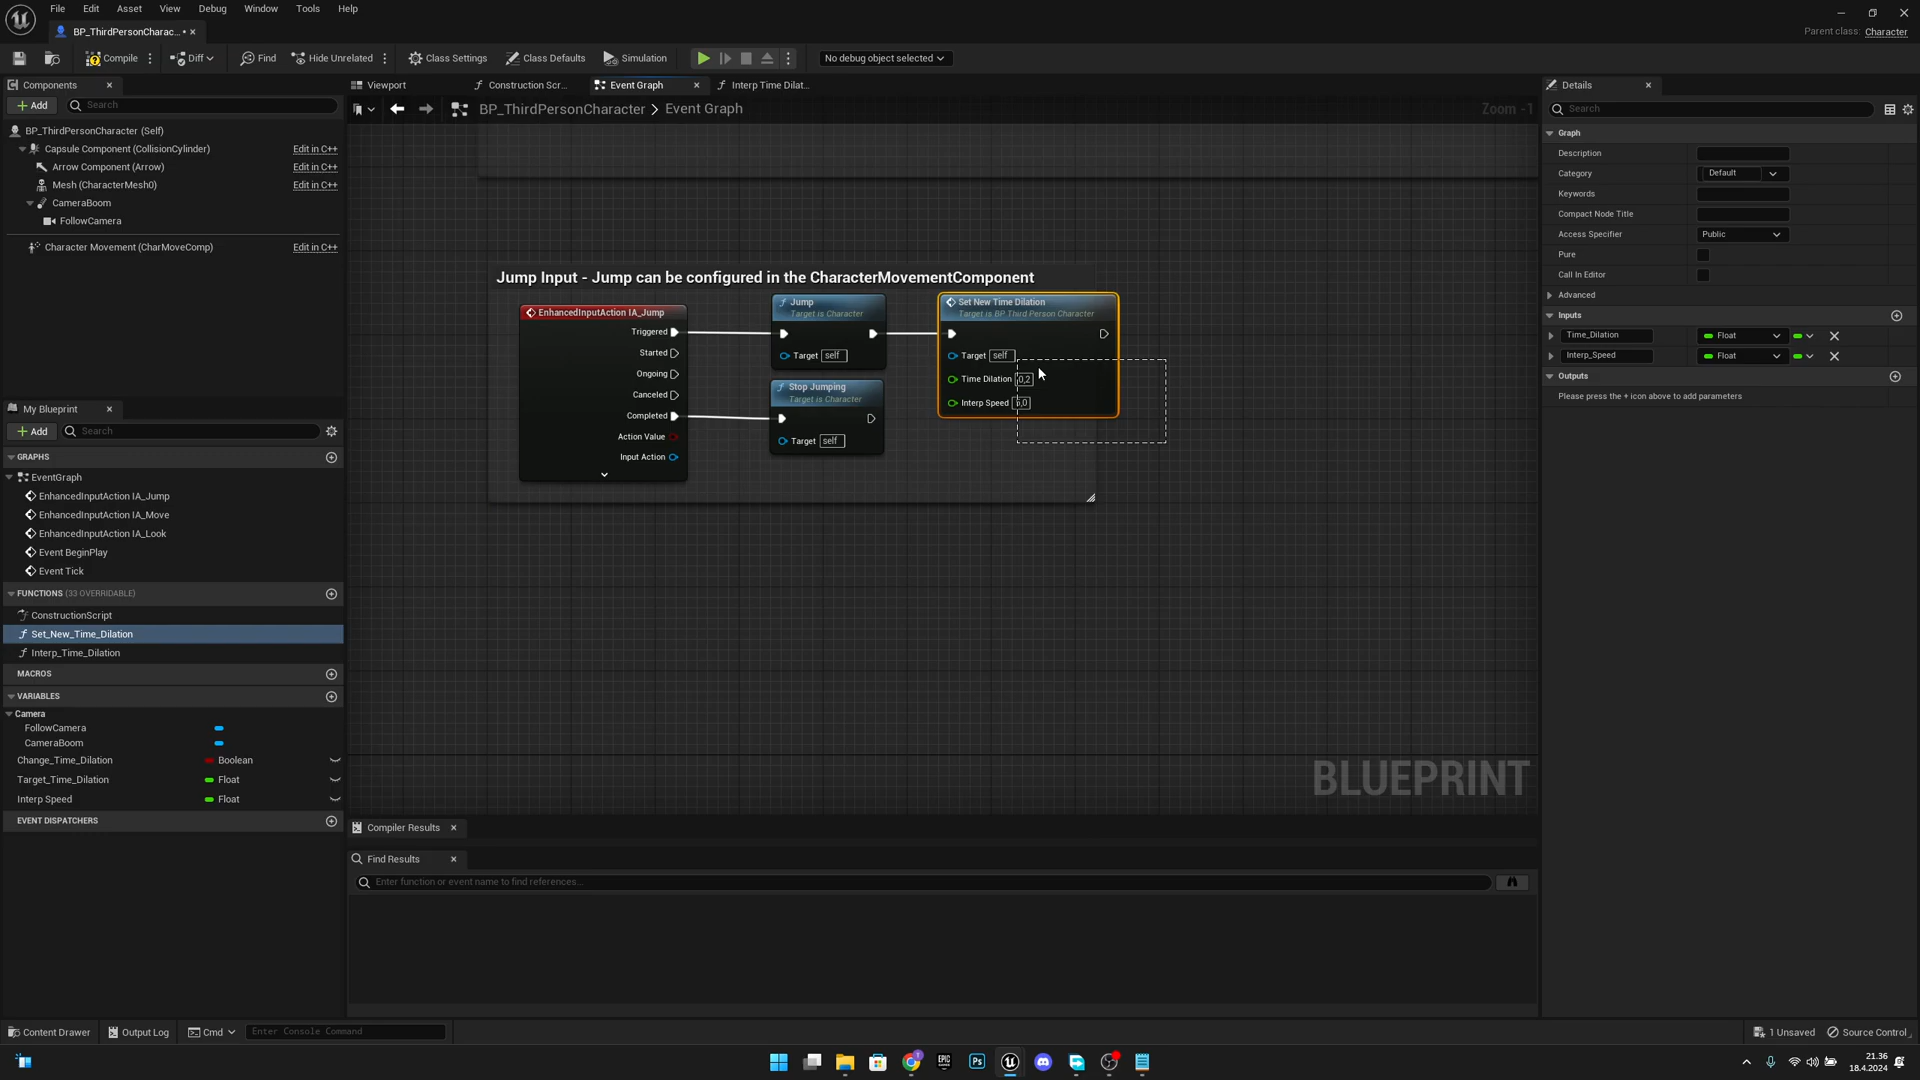 File Edit Asset View Debug Window Tools Help
BP_ThirdPersonCharac... •
Parent class: Character
Compile Diff Find Hide Unrelated Class Settings Class Defaults Simulation No debug object selected
Components
Add Search
BP_ThirdPersonCharacter (Self)
Capsule Component (CollisionCylinder) Edit in C++
Arrow Component (Arrow) Edit in C++
Mesh (CharacterMesh0) Edit in C++
CameraBoom
FollowCamera
Character Movement (CharMoveComp) Edit in C++
My Blueprint
Add Search
GRAPHS
EventGraph
EnhancedInputAction IA_Jump
EnhancedInputAction IA_Move
EnhancedInputAction IA_Look
Event BeginPlay
Event Tick
FUNCTIONS (33 OVERRIDABLE)
ConstructionScript
Set_New_Time_Dilation
Interp_Time_Dilation
MACROS
VARIABLES
Camera
FollowCamera
CameraBoom
Change_Time_Dilation Boolean
Target_Time_Dilation Float
Interp Speed Float
EVENT DISPATCHERS
Viewport Construction Scr... Event Graph Interp Time Dilat...
BP_ThirdPersonCharacter > Event Graph
Zoom -1
Jump Input - Jump can be configured in the CharacterMovementComponent
EnhancedInputAction IA_Jump
Triggered
Started
Ongoing
Canceled
Completed
Action Value
Input Action
Jump
Target is Character
Target self
Stop Jumping
Target is Character
Target self
Set New Time Dilation
Target is BP Third Person Character
Target self
Time Dilation 0,2
Interp Speed
BLUEPRINT
Compiler Results
Find Results
Enter function or event name to find references...
Details
Search
Graph
Description
Category Default
Keywords
Compact Node Title
Access Specifier Public
Pure
Call In Editor
Advanced
Inputs
Time_Dilation Float
Interp_Speed Float
Outputs
Please press the + icon above to add parameters
Content Drawer Output Log Cmd Enter Console Command
1 Unsaved Source Control
Ps
21.36
18.4.2024